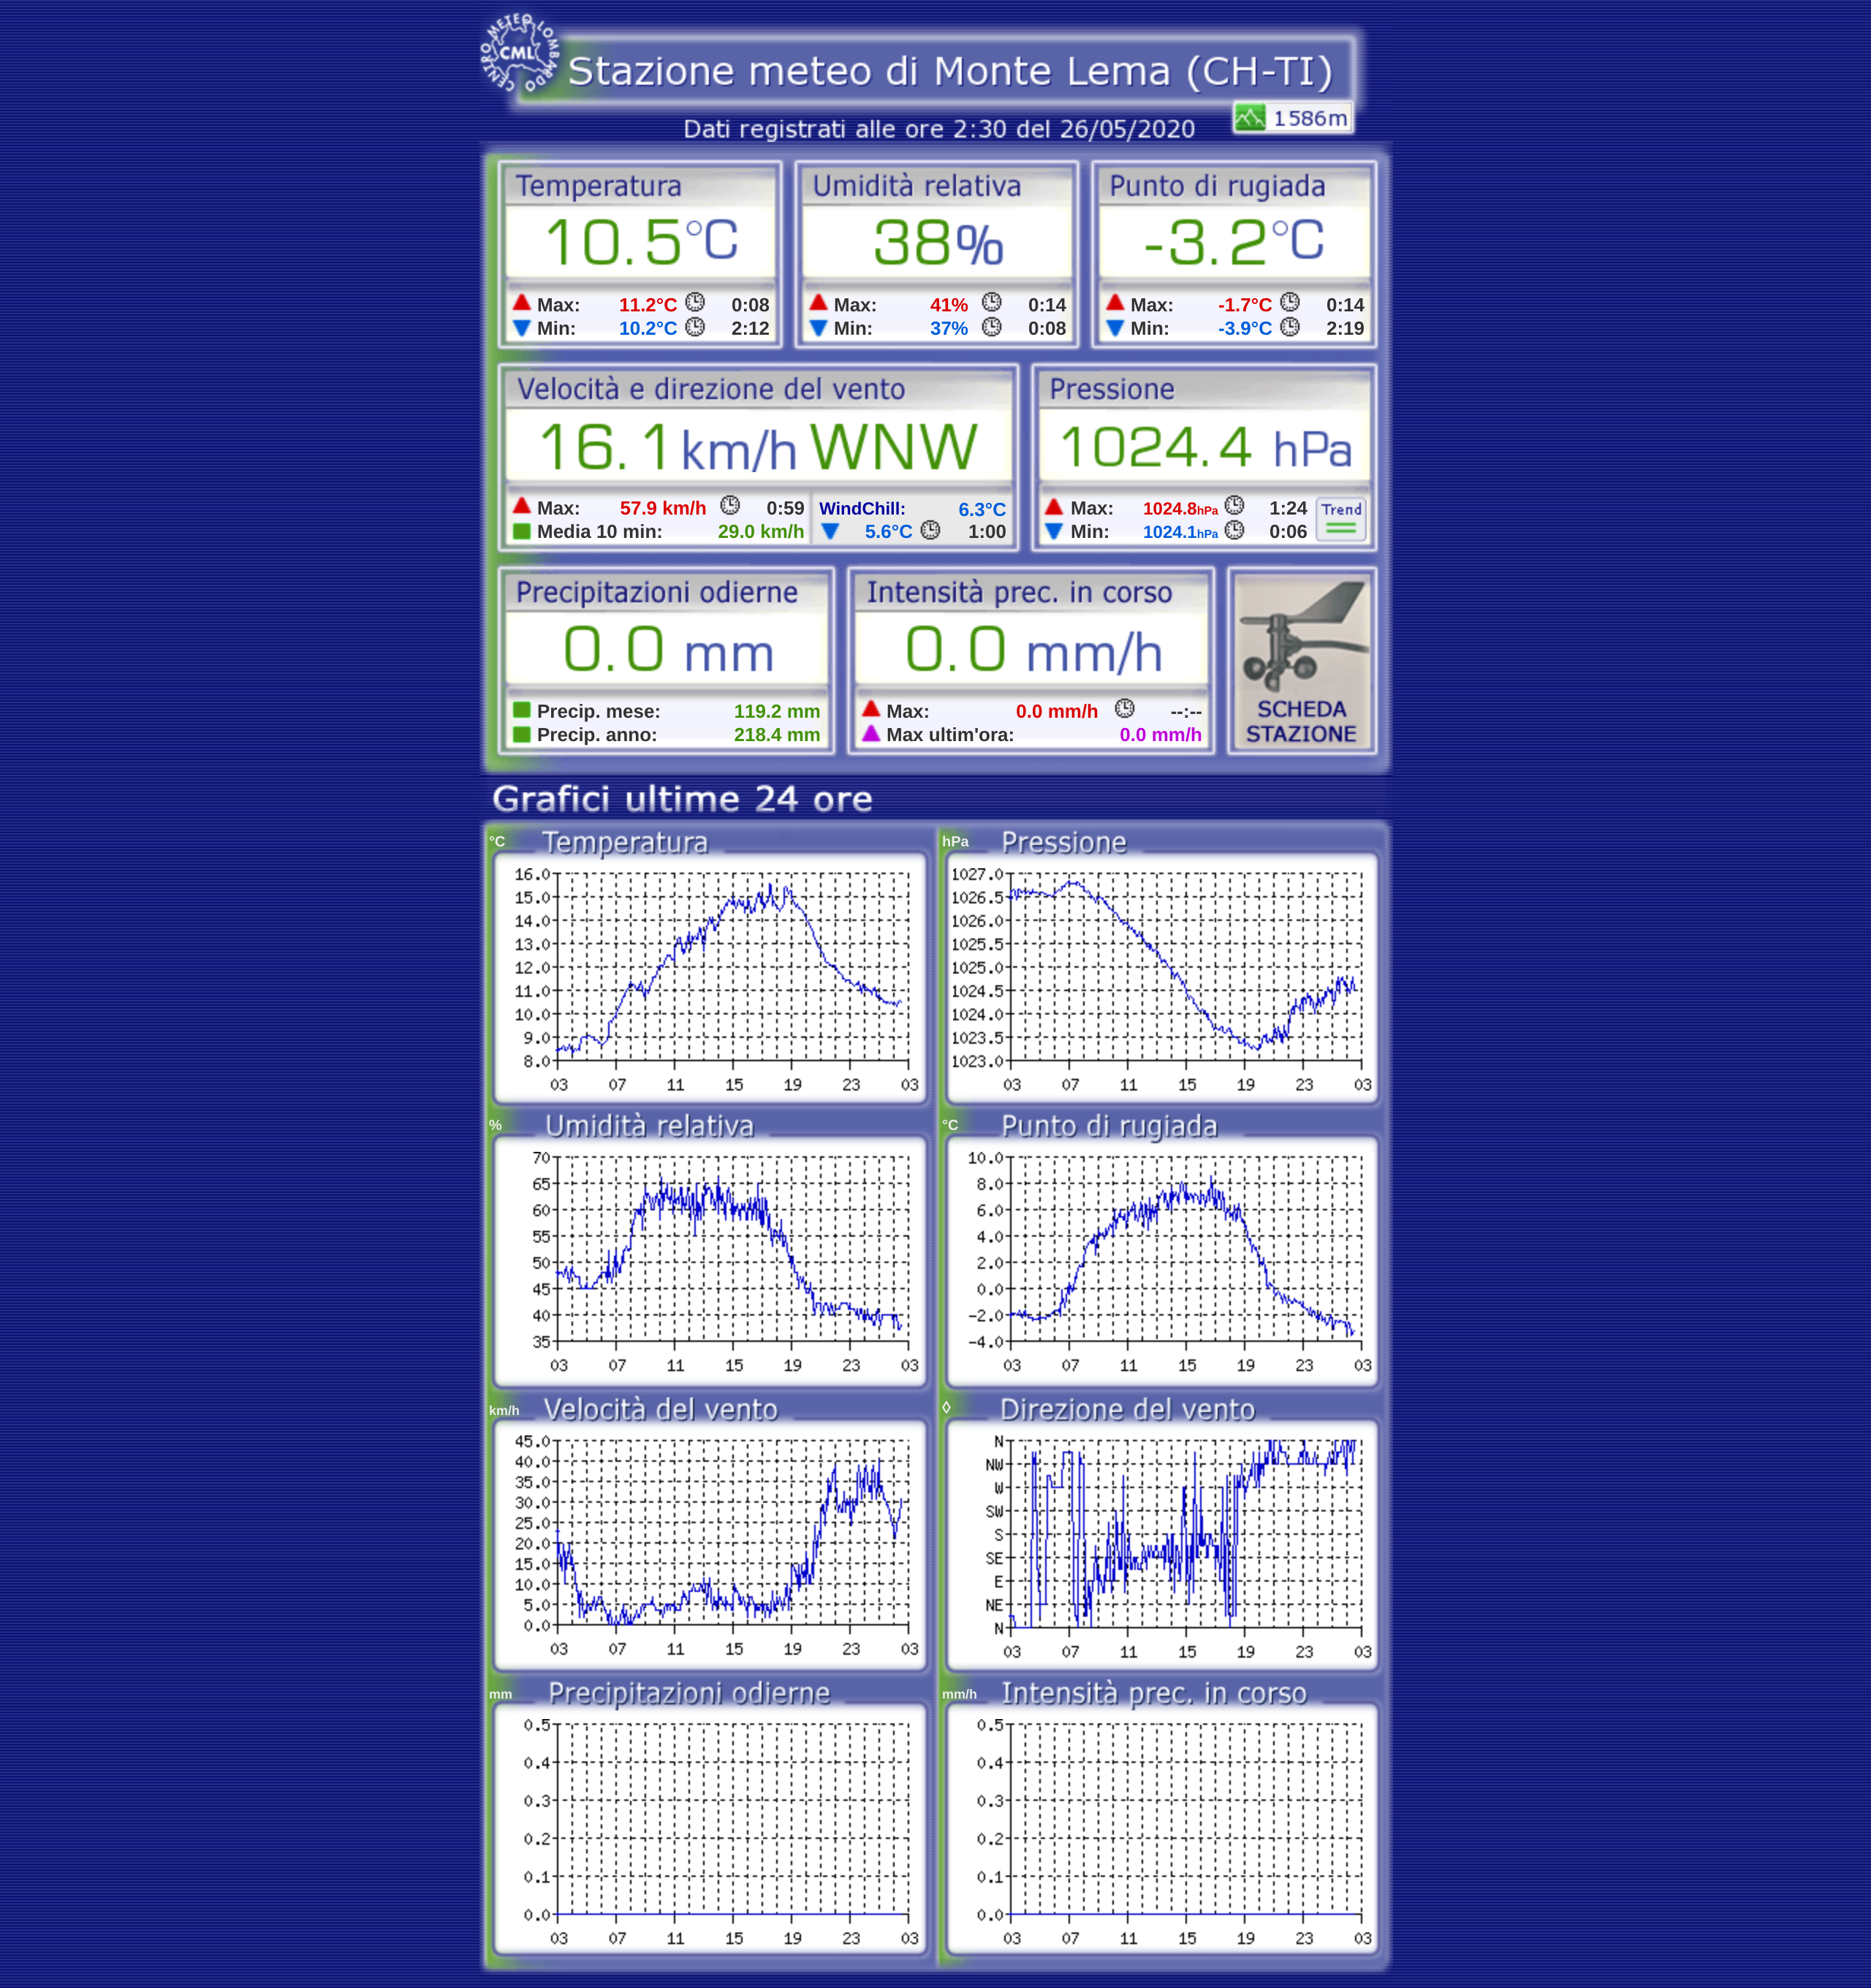 CENTRO METEO LOMBARDO
CML
Stazione meteo di Monte Lema (CH-TI)
1586m
Dati registrati alle ore 2:30 del 26/05/2020
Temperatura Umidità relativa Punto di rugiada
10.5°C 38% -3.2°C
Max: 11.2°C 0:08 Max: 41% 0:14 Max: -1.7°C 0:14
Min: 10.2°C 2:12 Min: 37% 0:08 Min: -3.9°C 2:19
Velocità e direzione del vento Pressione
16.1km/h WNW 1024.4 hPa
Max: 57.9 km/h 0:59 WindChill: 6.3°C Max: 1024.8hPa 1:24 Trend
Media 10 min: 29.0 km/h 5.6°C 1:00 Min: 1024.1hPa 0:06
Precipitazioni odierne Intensità prec. in corso
0.0 mm 0.0 mm/h
Precip. mese: 119.2 mm Max: 0.0 mm/h --:-- SCHEDA
Precip. anno: 218.4 mm Max ultim'ora: 0.0 mm/h STAZIONE
Grafici ultime 24 ore
°C Temperatura hPa Pressione
16.0 1027.0
15.0 1026.5
14.0 1026.0
13.0 1025.5
12.0 1025.0
11.0 1024.5
10.0 1024.0
9.0 1023.5
8.0 1023.0
03 07 11 15 19 23 03 03 07 11 15 19 23 03
% Umidità relativa °C Punto di rugiada
70 10.0
65 8.0
60 6.0
55 4.0
50 2.0
45 0.0
40 -2.0
35 -4.0
03 07 11 15 19 23 03 03 07 11 15 19 23 03
km/h Velocità del vento ◊ Direzione del vento
45.0 N
40.0 NW
35.0 W
30.0 SW
25.0 S
20.0 SE
15.0 E
10.0 NE
5.0 N
0.0
03 07 11 15 19 23 03 03 07 11 15 19 23 03
mm Precipitazioni odierne mm/h Intensità prec. in corso
0.5 0.5
0.4 0.4
0.3 0.3
0.2 0.2
0.1 0.1
0.0 0.0
03 07 11 15 19 23 03 03 07 11 15 19 23 03